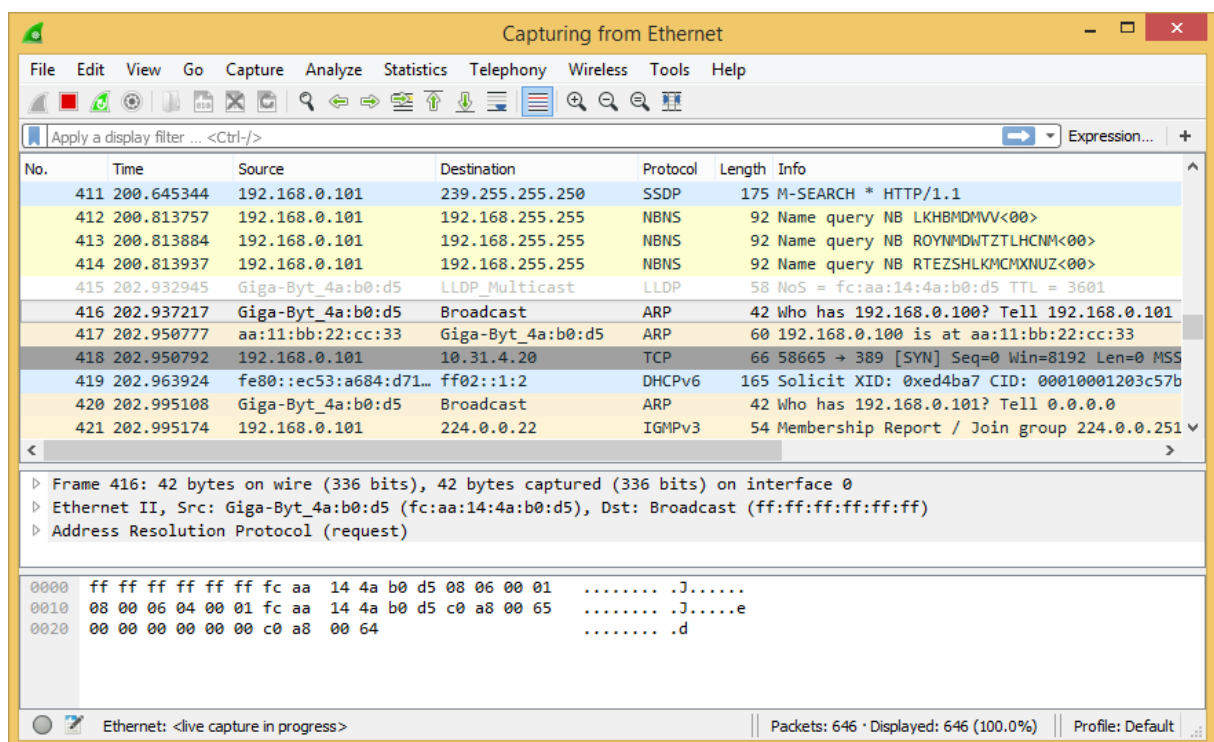 Capturing from Ethernet
File Edit View Go Capture Analyze Statistics Telephony Wireless Tools Help
Apply a display filter ... <Ctrl-/> Expression... +
No. Time Source Destination Protocol Length Info
411 200.645344 192.168.0.101 239.255.255.250 SSDP 175 M-SEARCH * HTTP/1.1
412 200.813757 192.168.0.101 192.168.255.255 NBNS 92 Name query NB LKHBMDMVV<00>
413 200.813884 192.168.0.101 192.168.255.255 NBNS 92 Name query NB ROYNMDWTZTLHCNM<00>
414 200.813937 192.168.0.101 192.168.255.255 NBNS 92 Name query NB RTEZSHLKMCMXNUZ<00>
415 202.932945 Giga-Byt_4a:b0:d5 LLDP_Multicast LLDP 58 NoS = fc:aa:14:4a:b0:d5 TTL = 3601
416 202.937217 Giga-Byt_4a:b0:d5 Broadcast ARP 42 Who has 192.168.0.100? Tell 192.168.0.101
417 202.950777 aa:11:bb:22:cc:33 Giga-Byt_4a:b0:d5 ARP 60 192.168.0.100 is at aa:11:bb:22:cc:33
418 202.950792 192.168.0.101 10.31.4.20 TCP 66 58665 → 389 [SYN] Seq=0 Win=8192 Len=0 MSS
419 202.963924 fe80::ec53:a684:d71… ff02::1:2 DHCPv6 165 Solicit XID: 0xed4ba7 CID: 00010001203c57b
420 202.995108 Giga-Byt_4a:b0:d5 Broadcast ARP 42 Who has 192.168.0.101? Tell 0.0.0.0
421 202.995174 192.168.0.101 224.0.0.22 IGMPv3 54 Membership Report / Join group 224.0.0.251
Frame 416: 42 bytes on wire (336 bits), 42 bytes captured (336 bits) on interface 0
Ethernet II, Src: Giga-Byt_4a:b0:d5 (fc:aa:14:4a:b0:d5), Dst: Broadcast (ff:ff:ff:ff:ff:ff)
Address Resolution Protocol (request)
0000 ff ff ff ff ff ff fc aa 14 4a b0 d5 08 06 00 01 ........ .J......
0010 08 00 06 04 00 01 fc aa 14 4a b0 d5 c0 a8 00 65 ........ .J.....e
0020 00 00 00 00 00 00 c0 a8 00 64 ........ .d
Ethernet: <live capture in progress> Packets: 646 · Displayed: 646 (100.0%) Profile: Default